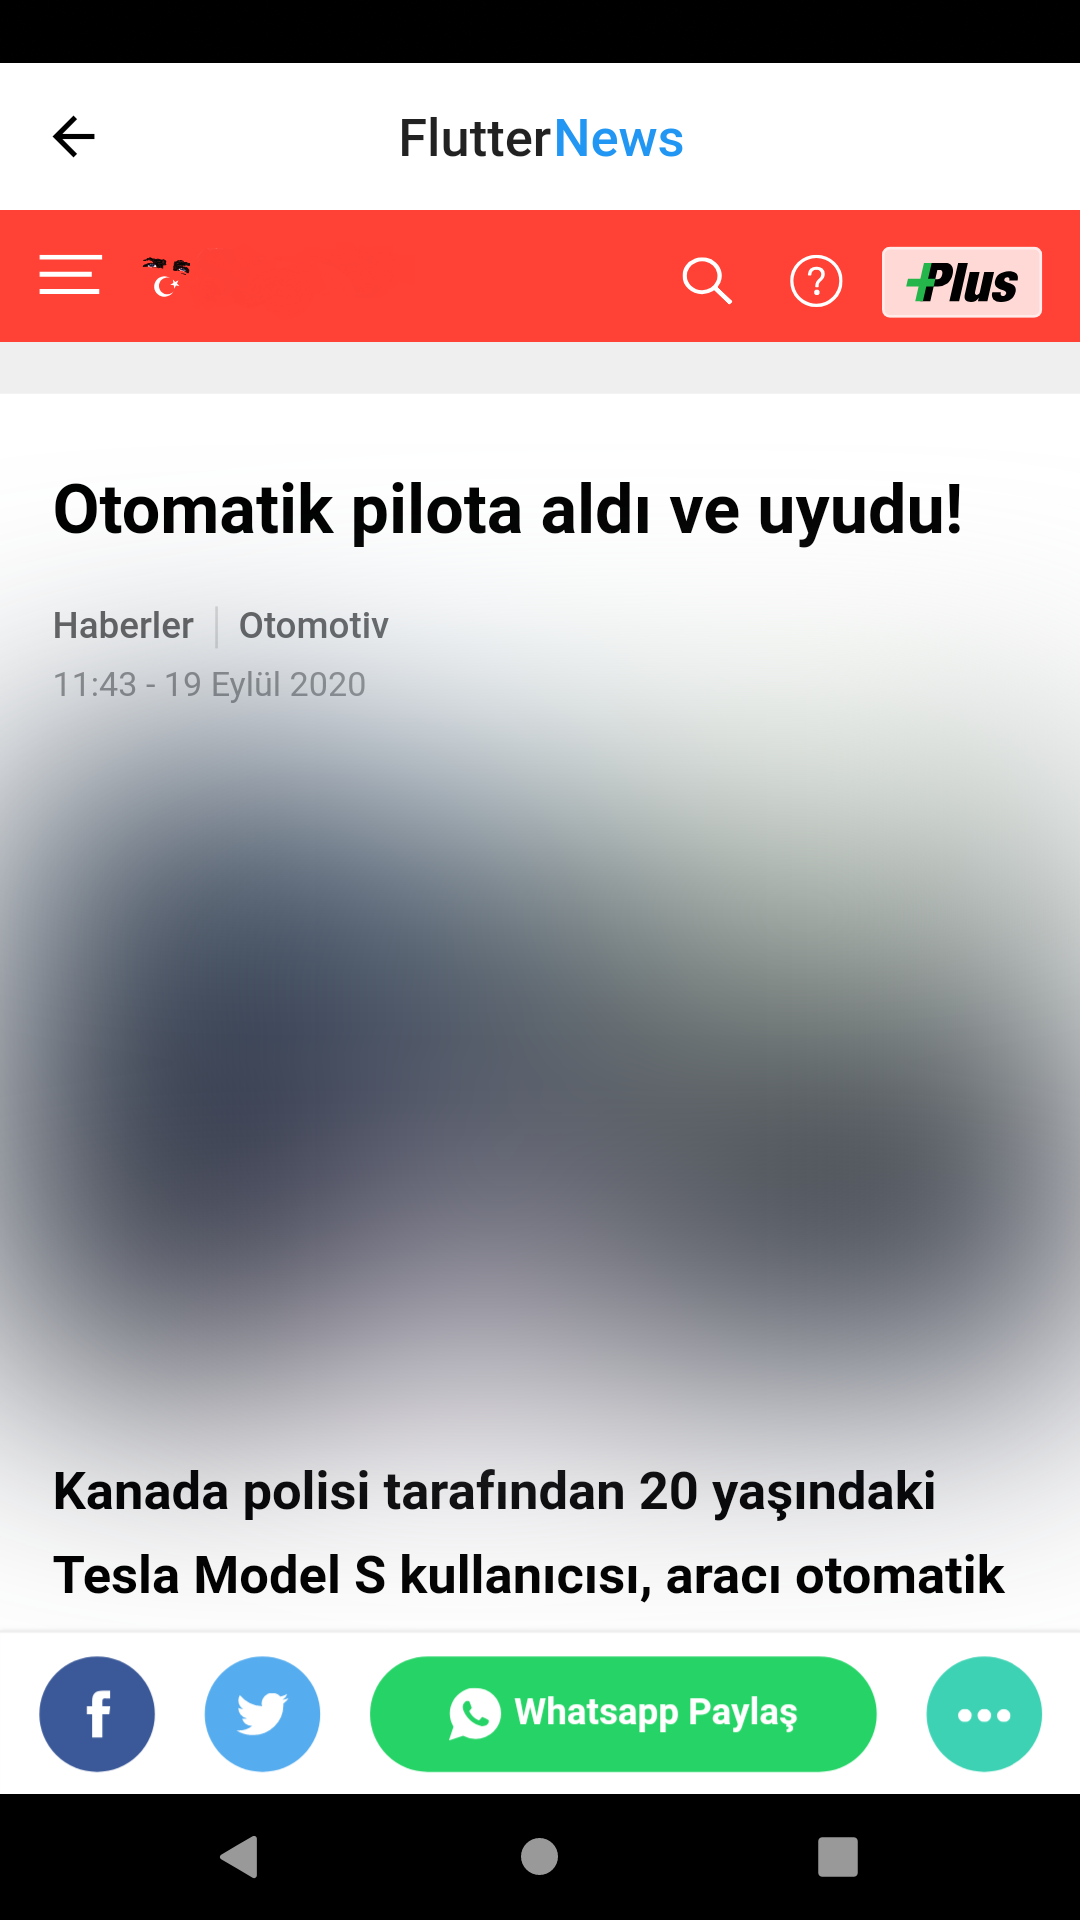 FlutterNews
+Plus
Otomatik pilota aldı ve uyudu!
Haberler | Otomotiv
11:43 - 19 Eylül 2020
Kanada polisi tarafından 20 yaşındaki
Tesla Model S kullanıcısı, aracı otomatik
Whatsapp Paylaş